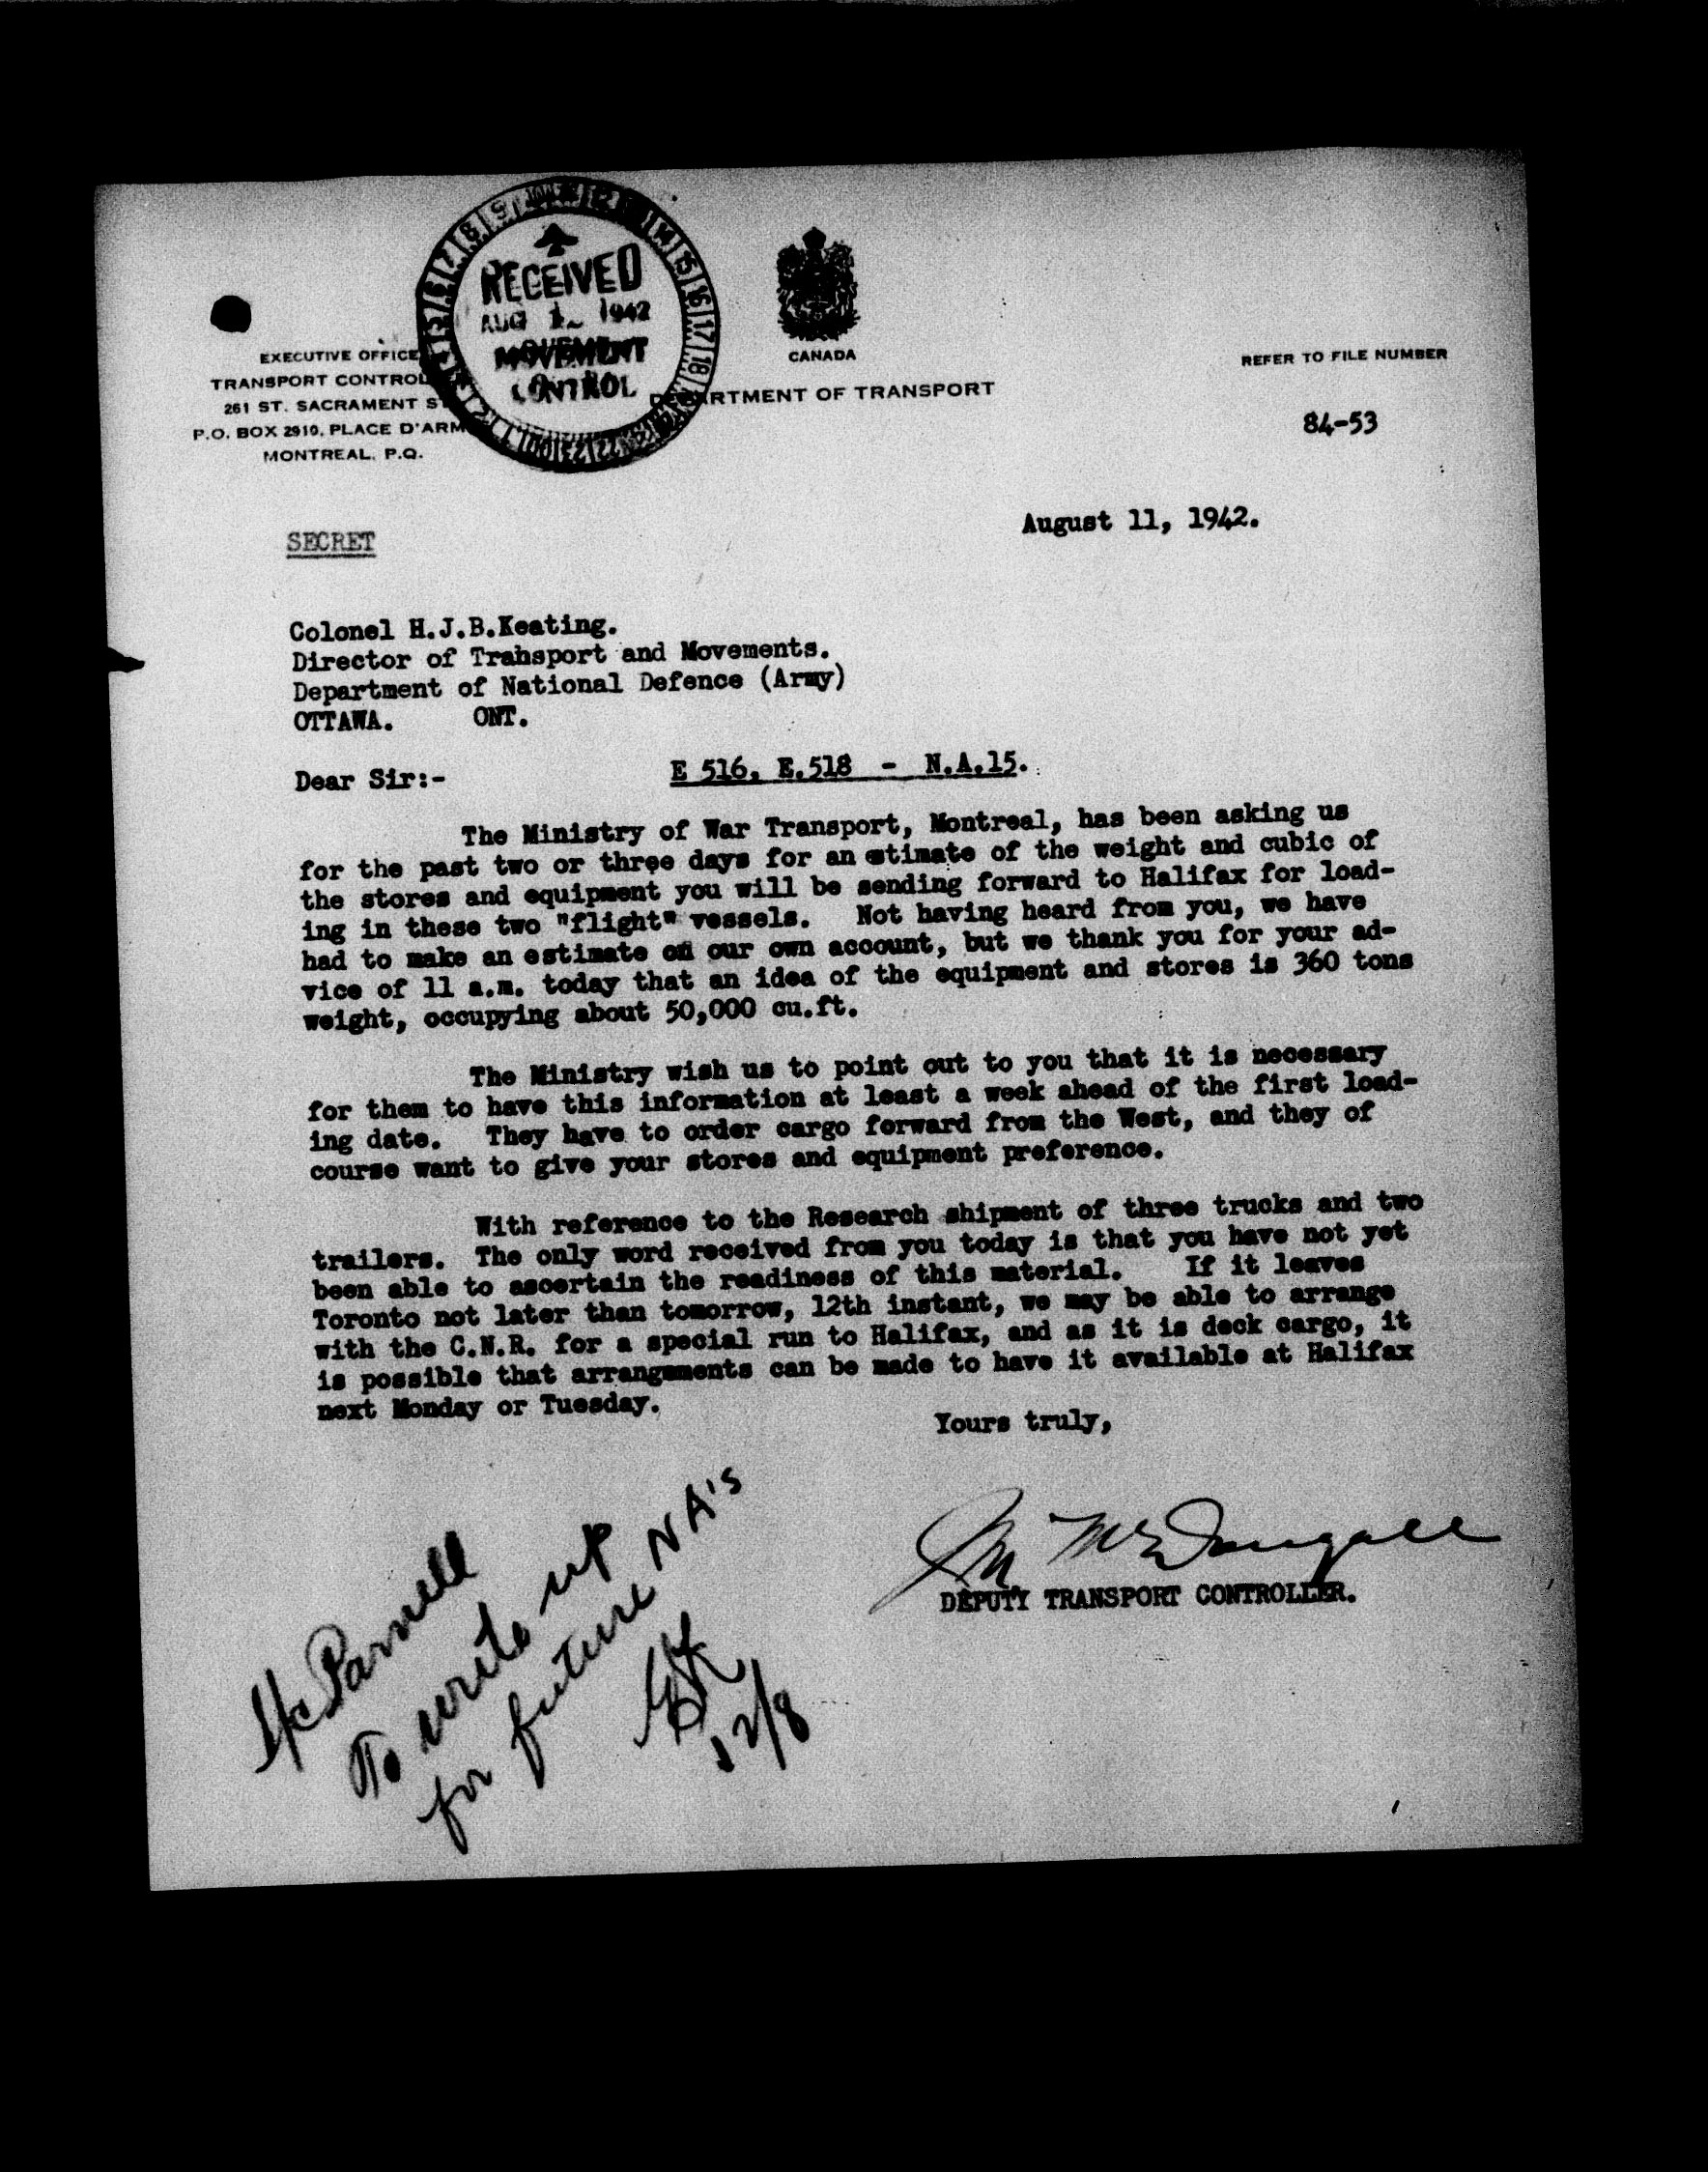 RECEIVED
AUG 1 1942
MOVEMENT
CONTROL
CANADA
DEPARTMENT OF TRANSPORT
EXECUTIVE OFFICE
TRANSPORT CONTROL
261 ST. SACRAMENT ST
P.O. BOX 2910, PLACE D'ARM
MONTREAL, P.Q.
REFER TO FILE NUMBER
84-53
August 11, 1942.
SECRET
Colonel H.J.B.Keating.
Director of Trahsport and Movements.
Department of National Defence (Army)
OTTAWA. ONT.
Dear Sir:- E 516, E.518 - N.A.15.
The Ministry of War Transport, Montreal, has been asking us
for the past two or three days for an estimate of the weight and cubic of
the stores and equipment you will be sending forward to Halifax for load-
ing in these two "flight" vessels. Not having heard from you, we have
had to make an estimate on our own account, but we thank you for your ad-
vice of 11 a.m. today that an idea of the equipment and stores is 360 tons
weight, occupying about 50,000 cu.ft.
The Ministry wish us to point out to you that it is necessary
for them to have this information at least a week ahead of the first load-
ing date. They have to order cargo forward from the West, and they of
course want to give your stores and equipment preference.
With reference to the Research shipment of three trucks and two
trailers. The only word received from you today is that you have not yet
been able to ascertain the readiness of this material. If it leaves
Toronto not later than tomorrow, 12th instant, we may be able to arrange
with the C.N.R. for a special run to Halifax, and as it is deck cargo, it
is possible that arrangements can be made to have it available at Halifax
next Monday or Tuesday.
Yours truly,
McDougall
DEPUTY TRANSPORT CONTROLLER.
Parnell
To write up
for future NA's
12/8